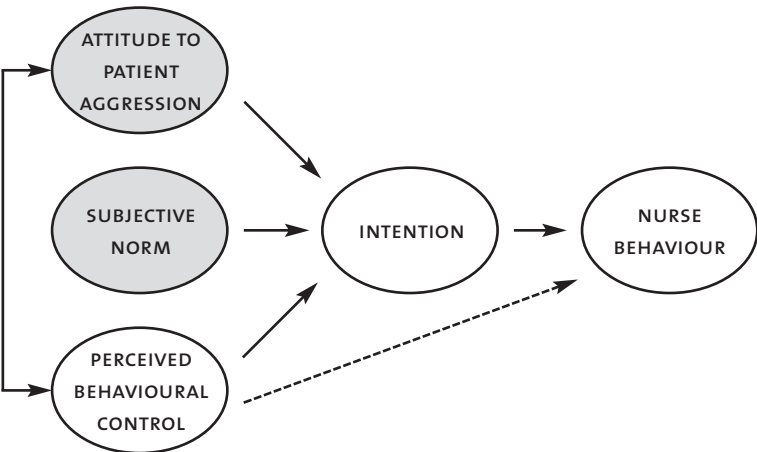 ATTITUDE TO
PATIENT
AGGRESSION
SUBJECTIVE
NORM
INTENTION
NURSE
BEHAVIOUR
PERCEIVED
BEHAVIOURAL
CONTROL